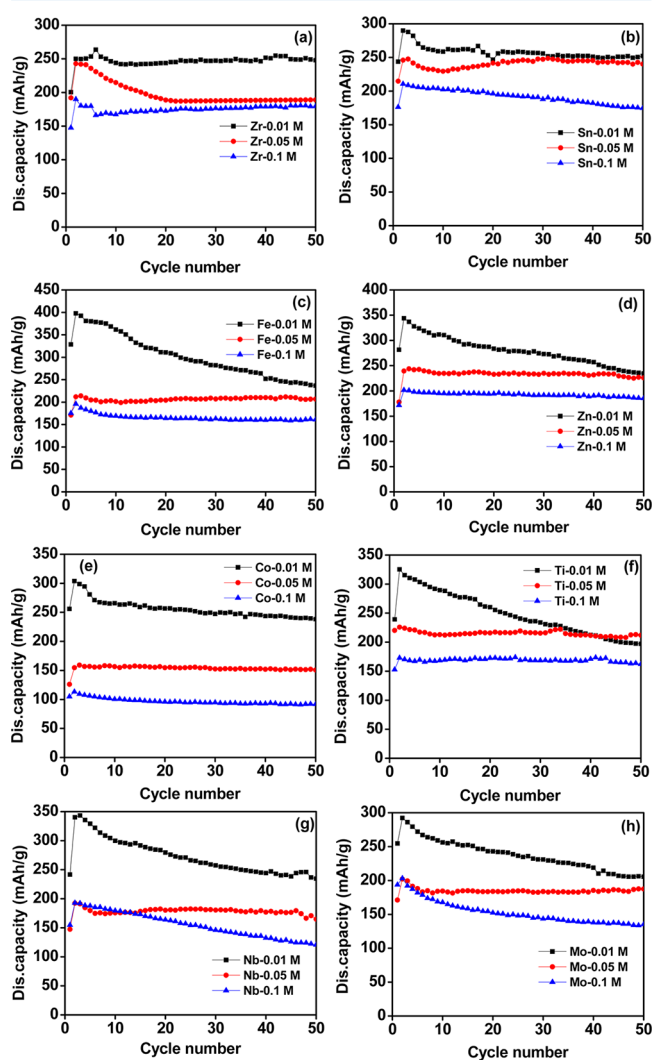 (a)
Dis.capacity (mAh/g)
300
250
200
150
100
50
0
Zr-0.01 M
Zr-0.05 M
Zr-0.1 M
0 10 20 30 40 50
Cycle number
(b)
Dis.capacity (mAh/g)
300
250
200
150
100
50
0
Sn-0.01 M
Sn-0.05 M
Sn-0.1 M
0 10 20 30 40 50
Cycle number
(c)
Dis.capacity (mAh/g)
450
400
350
300
250
200
150
100
50
0
Fe-0.01 M
Fe-0.05 M
Fe-0.1 M
0 10 20 30 40 50
Cycle number
(d)
Dis.capacity (mAh/g)
400
350
300
250
200
150
100
50
0
Zn-0.01 M
Zn-0.05 M
Zn-0.1 M
0 10 20 30 40 50
Cycle number
(e)
Dis.capacity (mAh/g)
350
300
250
200
150
100
50
0
Co-0.01 M
Co-0.05 M
Co-0.1 M
0 10 20 30 40 50
Cycle number
(f)
Dis.capacity (mAh/g)
350
300
250
200
150
100
50
0
Ti-0.01 M
Ti-0.05 M
Ti-0.1 M
0 10 20 30 40 50
Cycle number
(g)
Dis.capacity (mAh/g)
350
300
250
200
150
100
50
0
Nb-0.01 M
Nb-0.05 M
Nb-0.1 M
0 10 20 30 40 50
Cycle number
(h)
Dis.capacity (mAh/g)
300
250
200
150
100
50
0
Mo-0.01 M
Mo-0.05 M
Mo-0.1 M
0 10 20 30 40 50
Cycle number